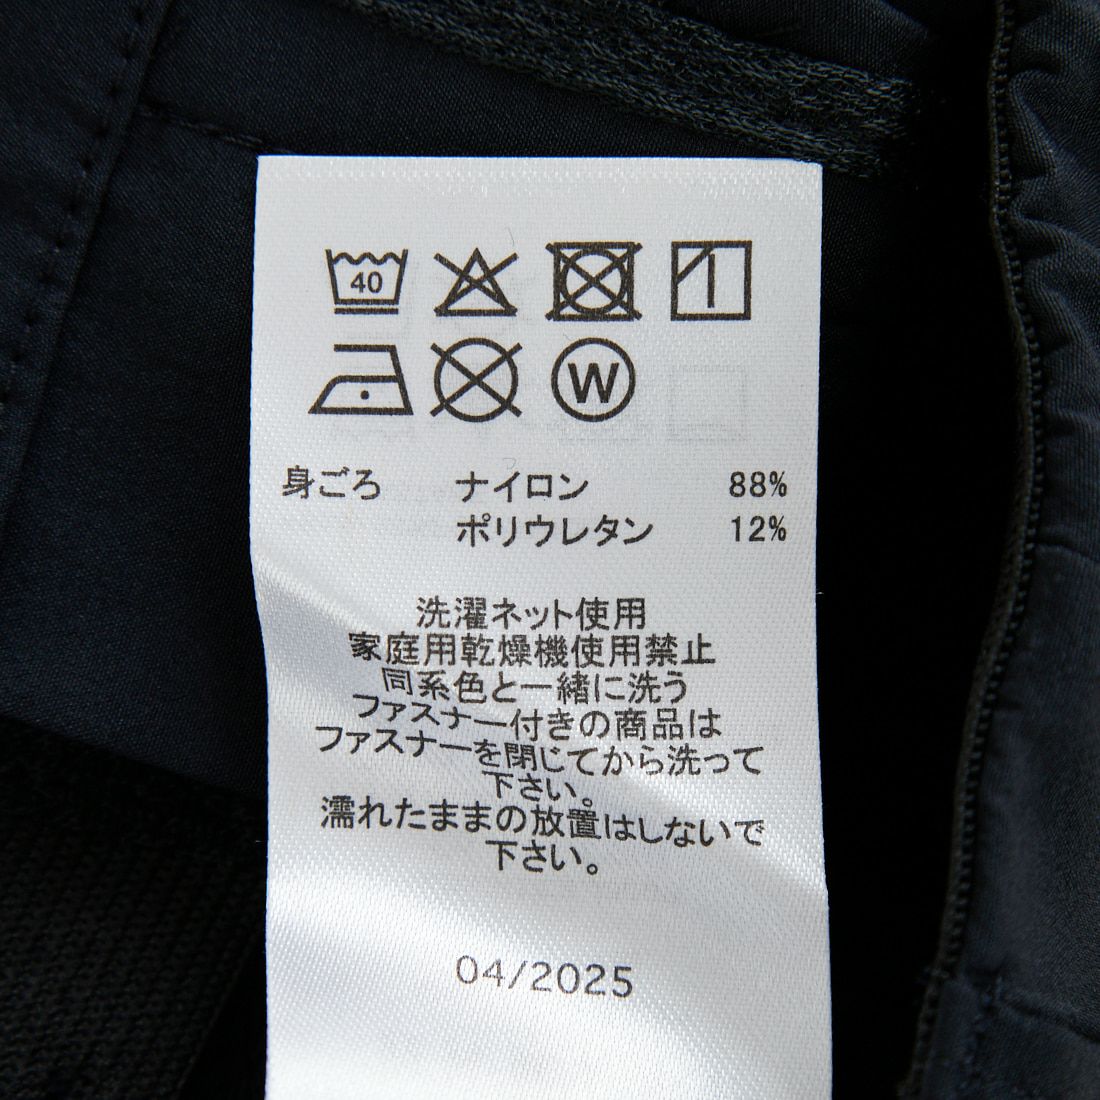 40
W
身ごろ ナイロン 88%
ポリウレタン 12%
洗濯ネット使用
家庭用乾燥機使用禁止
同系色と一緒に洗う
ファスナー付きの商品は
ファスナーを閉じてから洗って
下さい。
濡れたままの放置はしないで
下さい。
04/2025